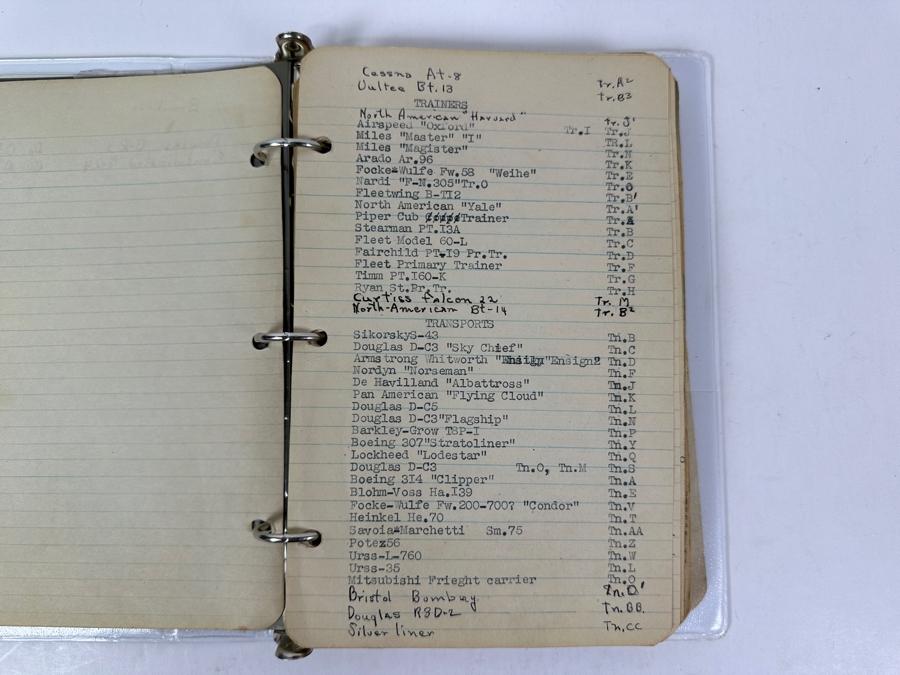 Cessna At-8 Tr.A2
Vultee Bt.13 Tr.B3
TRAINERS
North American "Harvard" Tr.J'
Airspeed "Oxford" Tr.I Tr.J
Miles "Master" "I" TR.L
Miles "Magister" Tr.N
Arado Ar.96 Tr.K
Focke-Wulfe Fw.58 "Weihe" Tr.E
Nardi "F-N.305"Tr.O Tr.O
Fleetwing B-TI2 Tr.B'
North American "Yale" Tr.A'
Piper Cub Trainer Tr.A
Stearman PT.I3A Tr.B
Fleet Model 60-L Tr.C
Fairchild PT.I9 Pr.Tr. Tr.D
Fleet Primary Trainer Tr.F
Timm PT.I60-K Tr.G
Ryan St.Pr.Tr. Tr.H
Curtiss Falcon 22 Tr. M
North-American Bt-14 Tr. B2
TRANSPORTS
SikorskyS-43 Tn.B
Douglas D-C3 "Sky Chief" Tn.C
Armstrong Whitworth "Ensign2 Tn.D
Nordyn "Norseman" Tn.F
De Havilland "Albattross" Tn.J
Pan American "Flying Cloud" Tn.K
Douglas D-C5 Tn.L
Douglas D-C3"Flagship" Tn.N
Barkley-Grow T8P-I Tn.P
Boeing 307"Stratoliner" Tn.Y
Lockheed "Lodestar" Tn.Q
Douglas D-C3 Tn.O, Tn.M Tn.S
Boeing 3I4 "Clipper" Tn.A
Blohm-Voss Ha.I39 Tn.E
Focke-Wulfe Fw.200-700? "Condor" Tn.V
Heinkel He.70 Tn.T
Savoia-Marchetti Sm.75 Tn.AA
Potez56 Tn.Z
Urss-L-760 Tn.W
Urss-35 Tn.L
Mitsubishi Frieght carrier Tn.O
Bristol Bombay Tn.D'
Douglas R3D-2 Tn.BB.
Silver liner Tn.CC